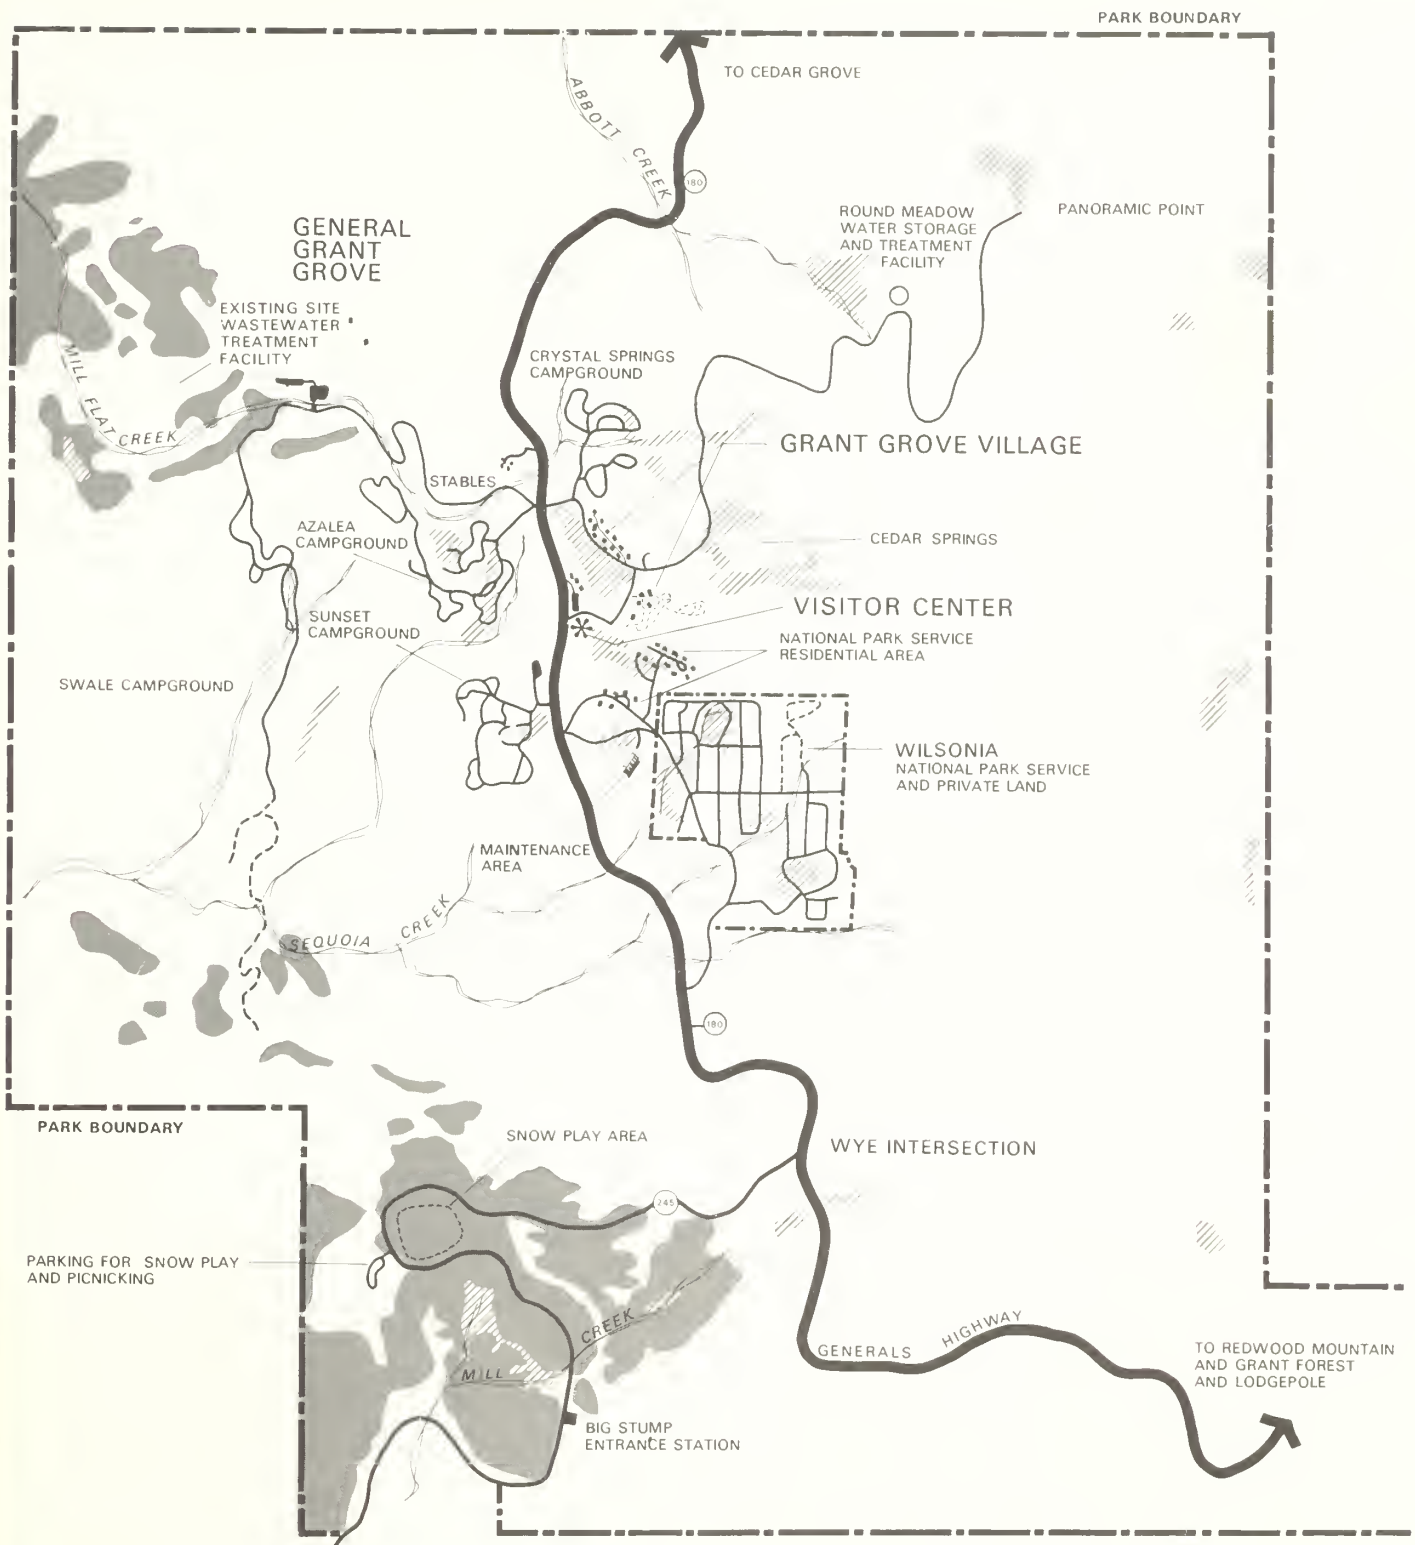 PARK BOUNDARY
TO CEDAR GROVE
ABBOTT CREEK
180
GENERAL
GRANT
GROVE
ROUND MEADOW
WATER STORAGE
AND TREATMENT
FACILITY
PANORAMIC POINT
EXISTING SITE
WASTEWATER
TREATMENT
FACILITY
MILL FLAT CREEK
CRYSTAL SPRINGS
CAMPGROUND
GRANT GROVE VILLAGE
STABLES
AZALEA
CAMPGROUND
CEDAR SPRINGS
SUNSET
CAMPGROUND
VISITOR CENTER
NATIONAL PARK SERVICE
RESIDENTIAL AREA
SWALE CAMPGROUND
WILSONIA
NATIONAL PARK SERVICE
AND PRIVATE LAND
MAINTENANCE
AREA
SEQUOIA CREEK
180
PARK BOUNDARY
SNOW PLAY AREA
WYE INTERSECTION
245
PARKING FOR SNOW PLAY
AND PICNICKING
MILL CREEK
GENERALS HIGHWAY
TO REDWOOD MOUNTAIN
AND GRANT FOREST
AND LODGEPOLE
BIG STUMP
ENTRANCE STATION